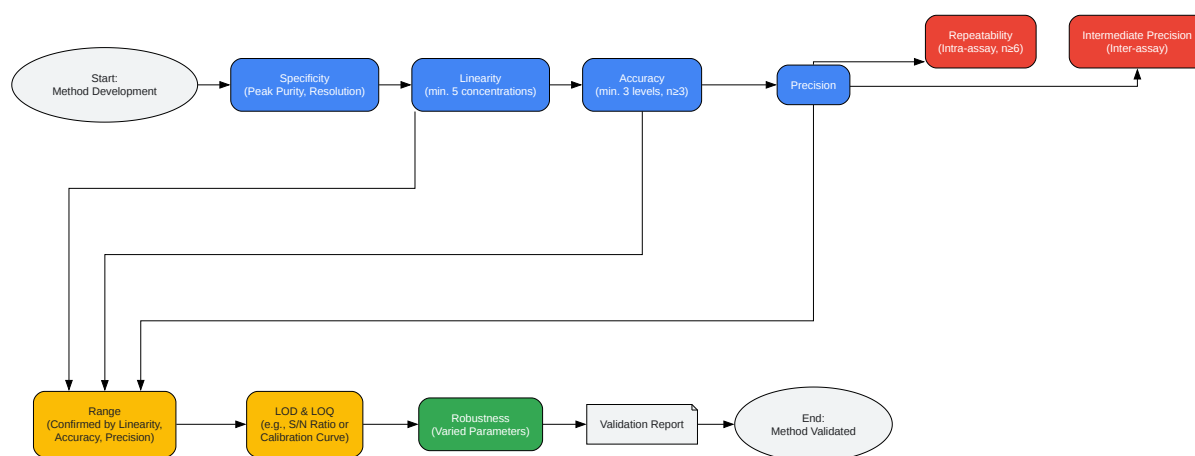 Start:
Method Development
Specificity
(Peak Purity, Resolution)
Linearity
(min. 5 concentrations)
Accuracy
(min. 3 levels, n≥3)
Precision
Repeatability
(Intra-assay, n≥6)
Intermediate Precision
(Inter-assay)
Range
(Confirmed by Linearity,
Accuracy, Precision)
LOD & LOQ
(e.g., S/N Ratio or
Calibration Curve)
Robustness
(Varied Parameters)
Validation Report
End:
Method Validated